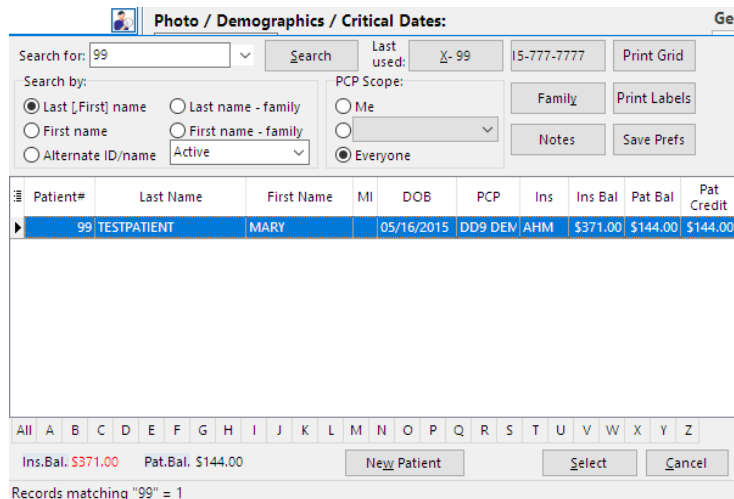 Photo / Demographics / Critical Dates:
Ge
Search for: 99 Search Last used: X- 99 I5-777-7777 Print Grid
Search by: PCP Scope:
Last [,First] name Last name - family Me Family Print Labels
First name First name - family
Alternate ID/name Active Everyone Notes Save Prefs
Patient# Last Name First Name MI DOB PCP Ins Ins Bal Pat Bal Pat Credit
99 TESTPATIENT MARY 05/16/2015 DD9 DEM AHM $371.00 $144.00 $144.00
All A B C D E F G H I J K L M N O P Q R S T U V W X Y Z
Ins.Bal. $371.00 Pat.Bal. $144.00 New Patient Select Cancel
Records matching "99" = 1